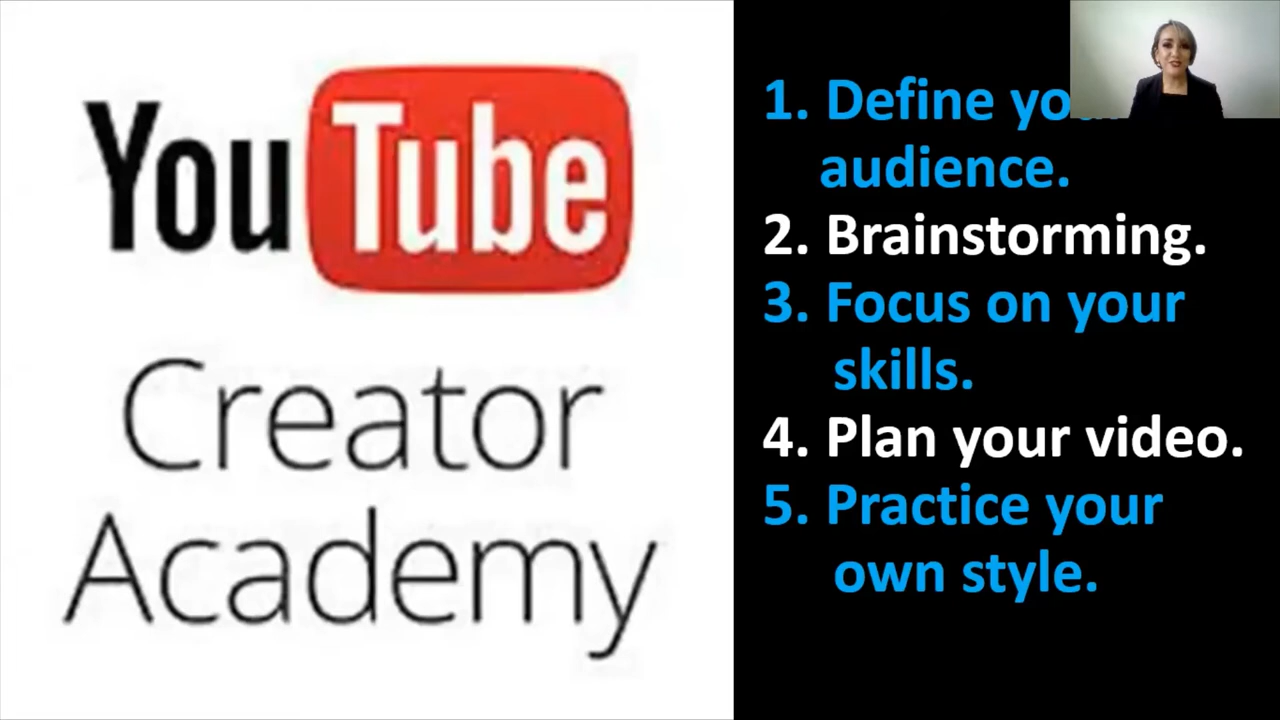 YouTube
Creator
Academy
1. Define
audience.
2. Brainstorming.
3. Focus on your
skills.
4. Plan your video.
5. Practice your
own style.